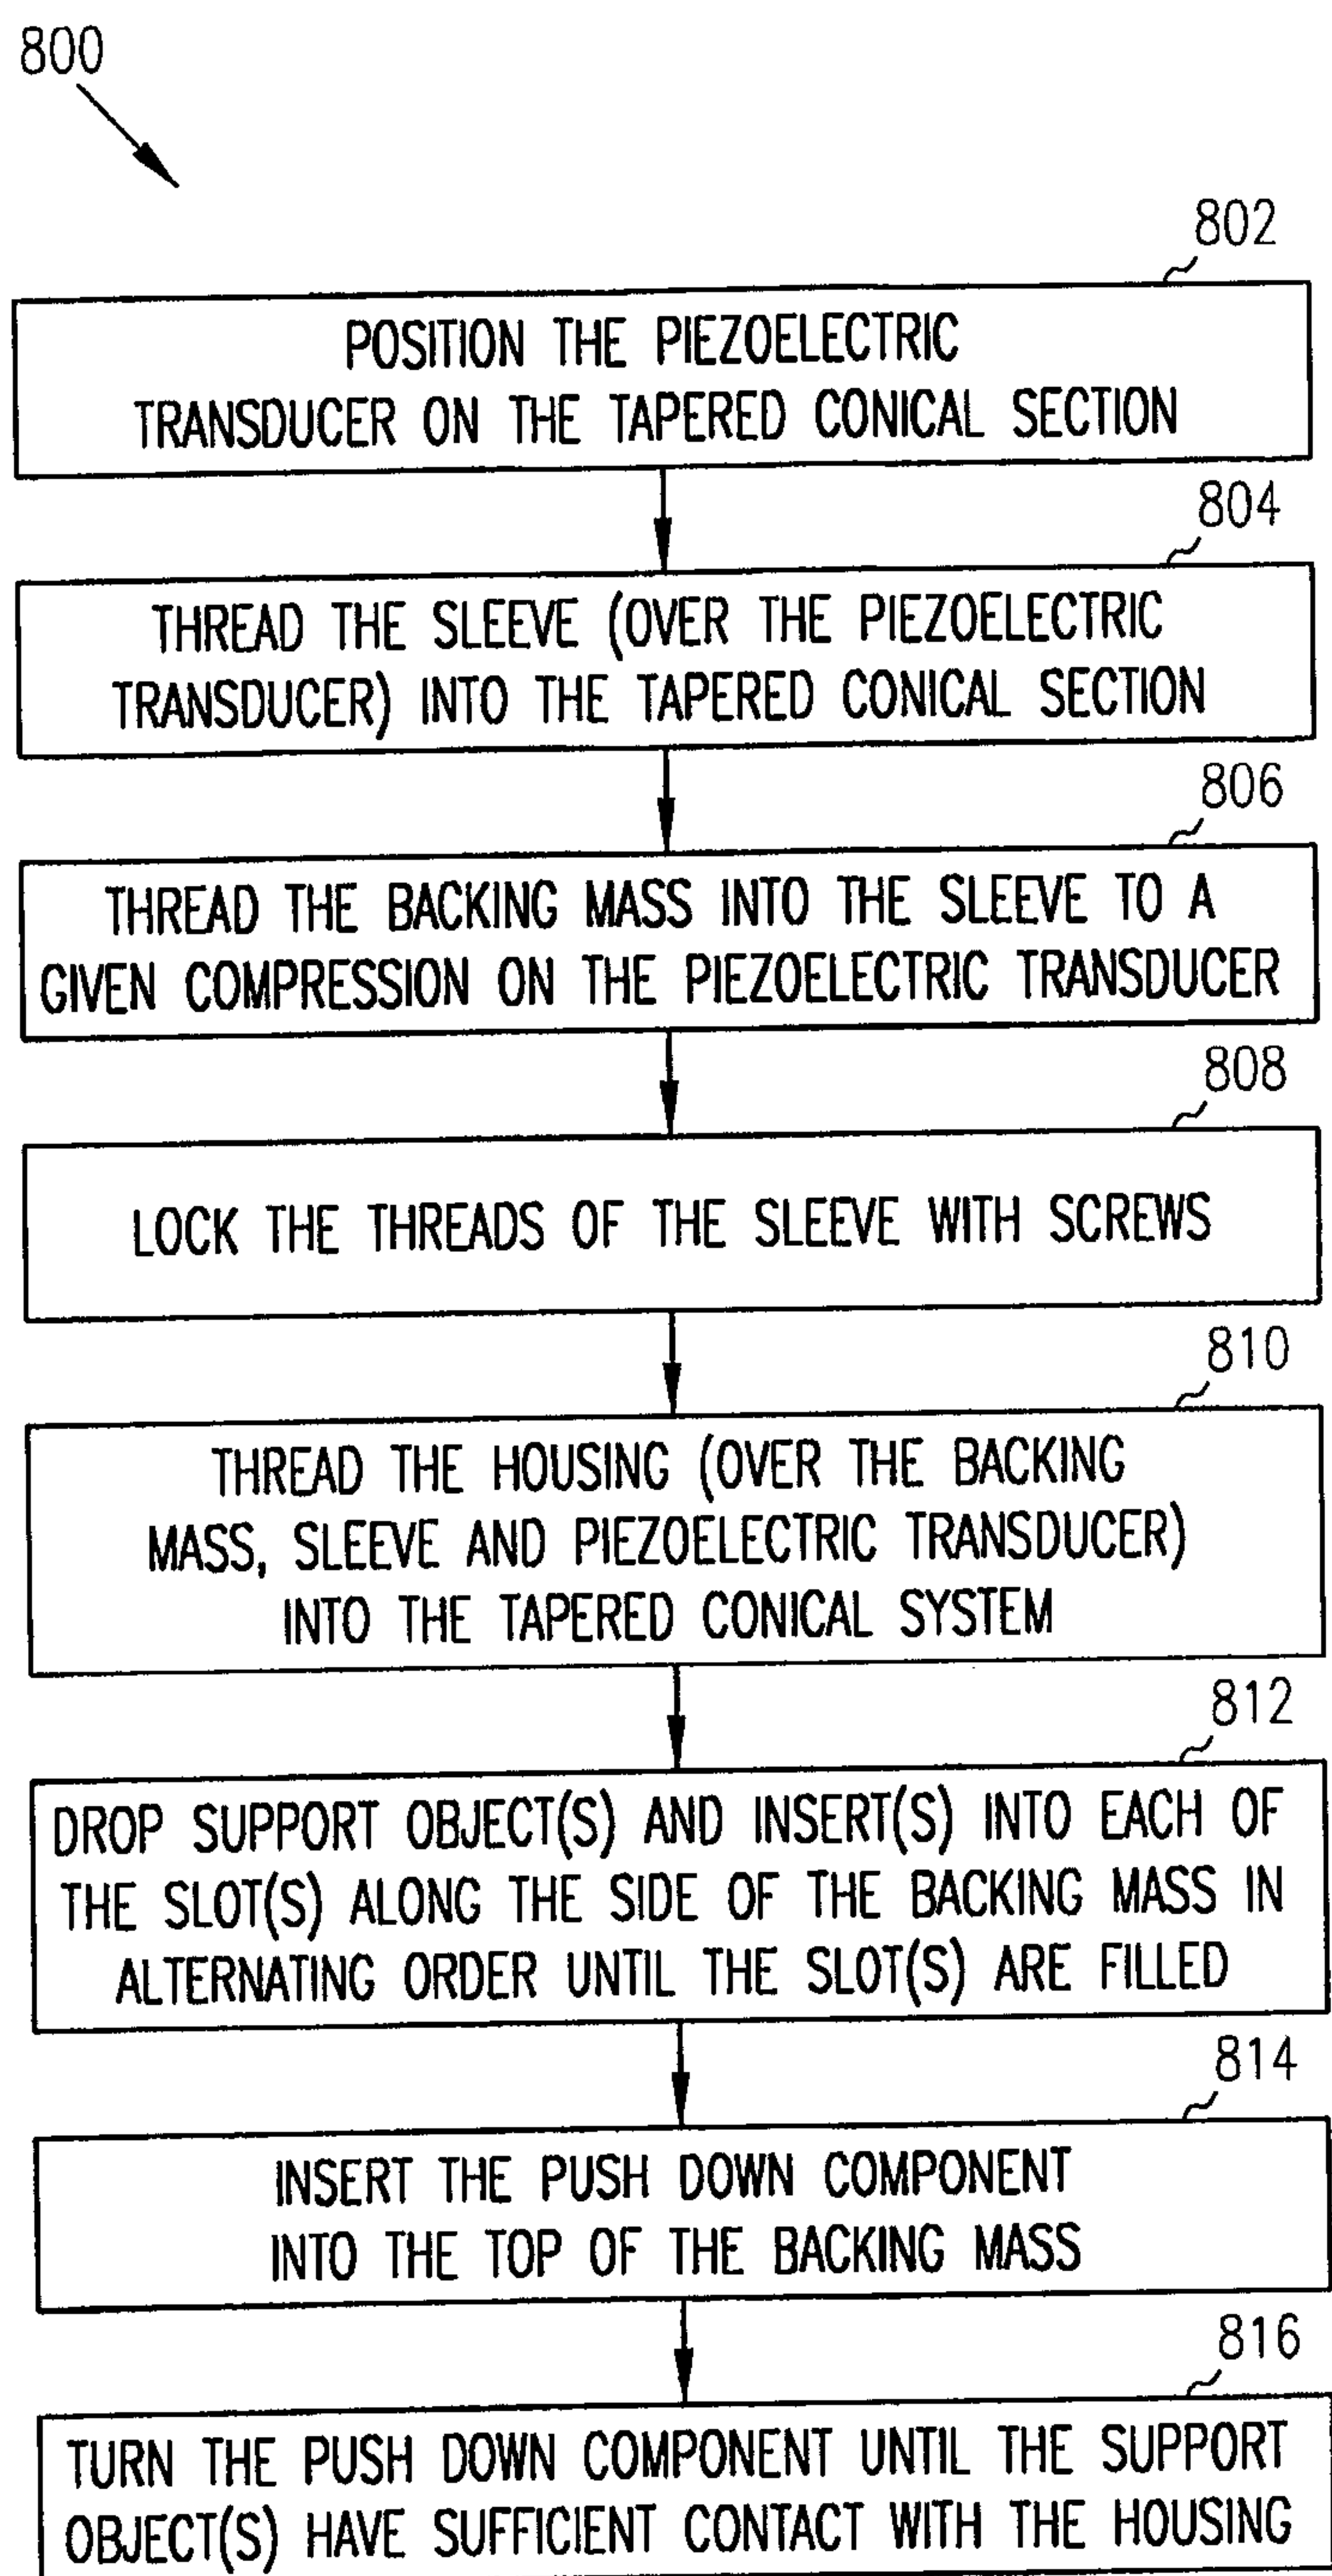 800
802
POSITION THE PIEZOELECTRIC
TRANSDUCER ON THE TAPERED CONICAL SECTION
804
THREAD THE SLEEVE (OVER THE PIEZOELECTRIC
TRANSDUCER) INTO THE TAPERED CONICAL SECTION
806
THREAD THE BACKING MASS INTO THE SLEEVE TO A
GIVEN COMPRESSION ON THE PIEZOELECTRIC TRANSDUCER
808
LOCK THE THREADS OF THE SLEEVE WITH SCREWS
810
THREAD THE HOUSING (OVER THE BACKING
MASS, SLEEVE AND PIEZOELECTRIC TRANSDUCER)
INTO THE TAPERED CONICAL SYSTEM
812
DROP SUPPORT OBJECT(S) AND INSERT(S) INTO EACH OF
THE SLOT(S) ALONG THE SIDE OF THE BACKING MASS IN
ALTERNATING ORDER UNTIL THE SLOT(S) ARE FILLED
814
INSERT THE PUSH DOWN COMPONENT
INTO THE TOP OF THE BACKING MASS
816
TURN THE PUSH DOWN COMPONENT UNTIL THE SUPPORT
OBJECT(S) HAVE SUFFICIENT CONTACT WITH THE HOUSING